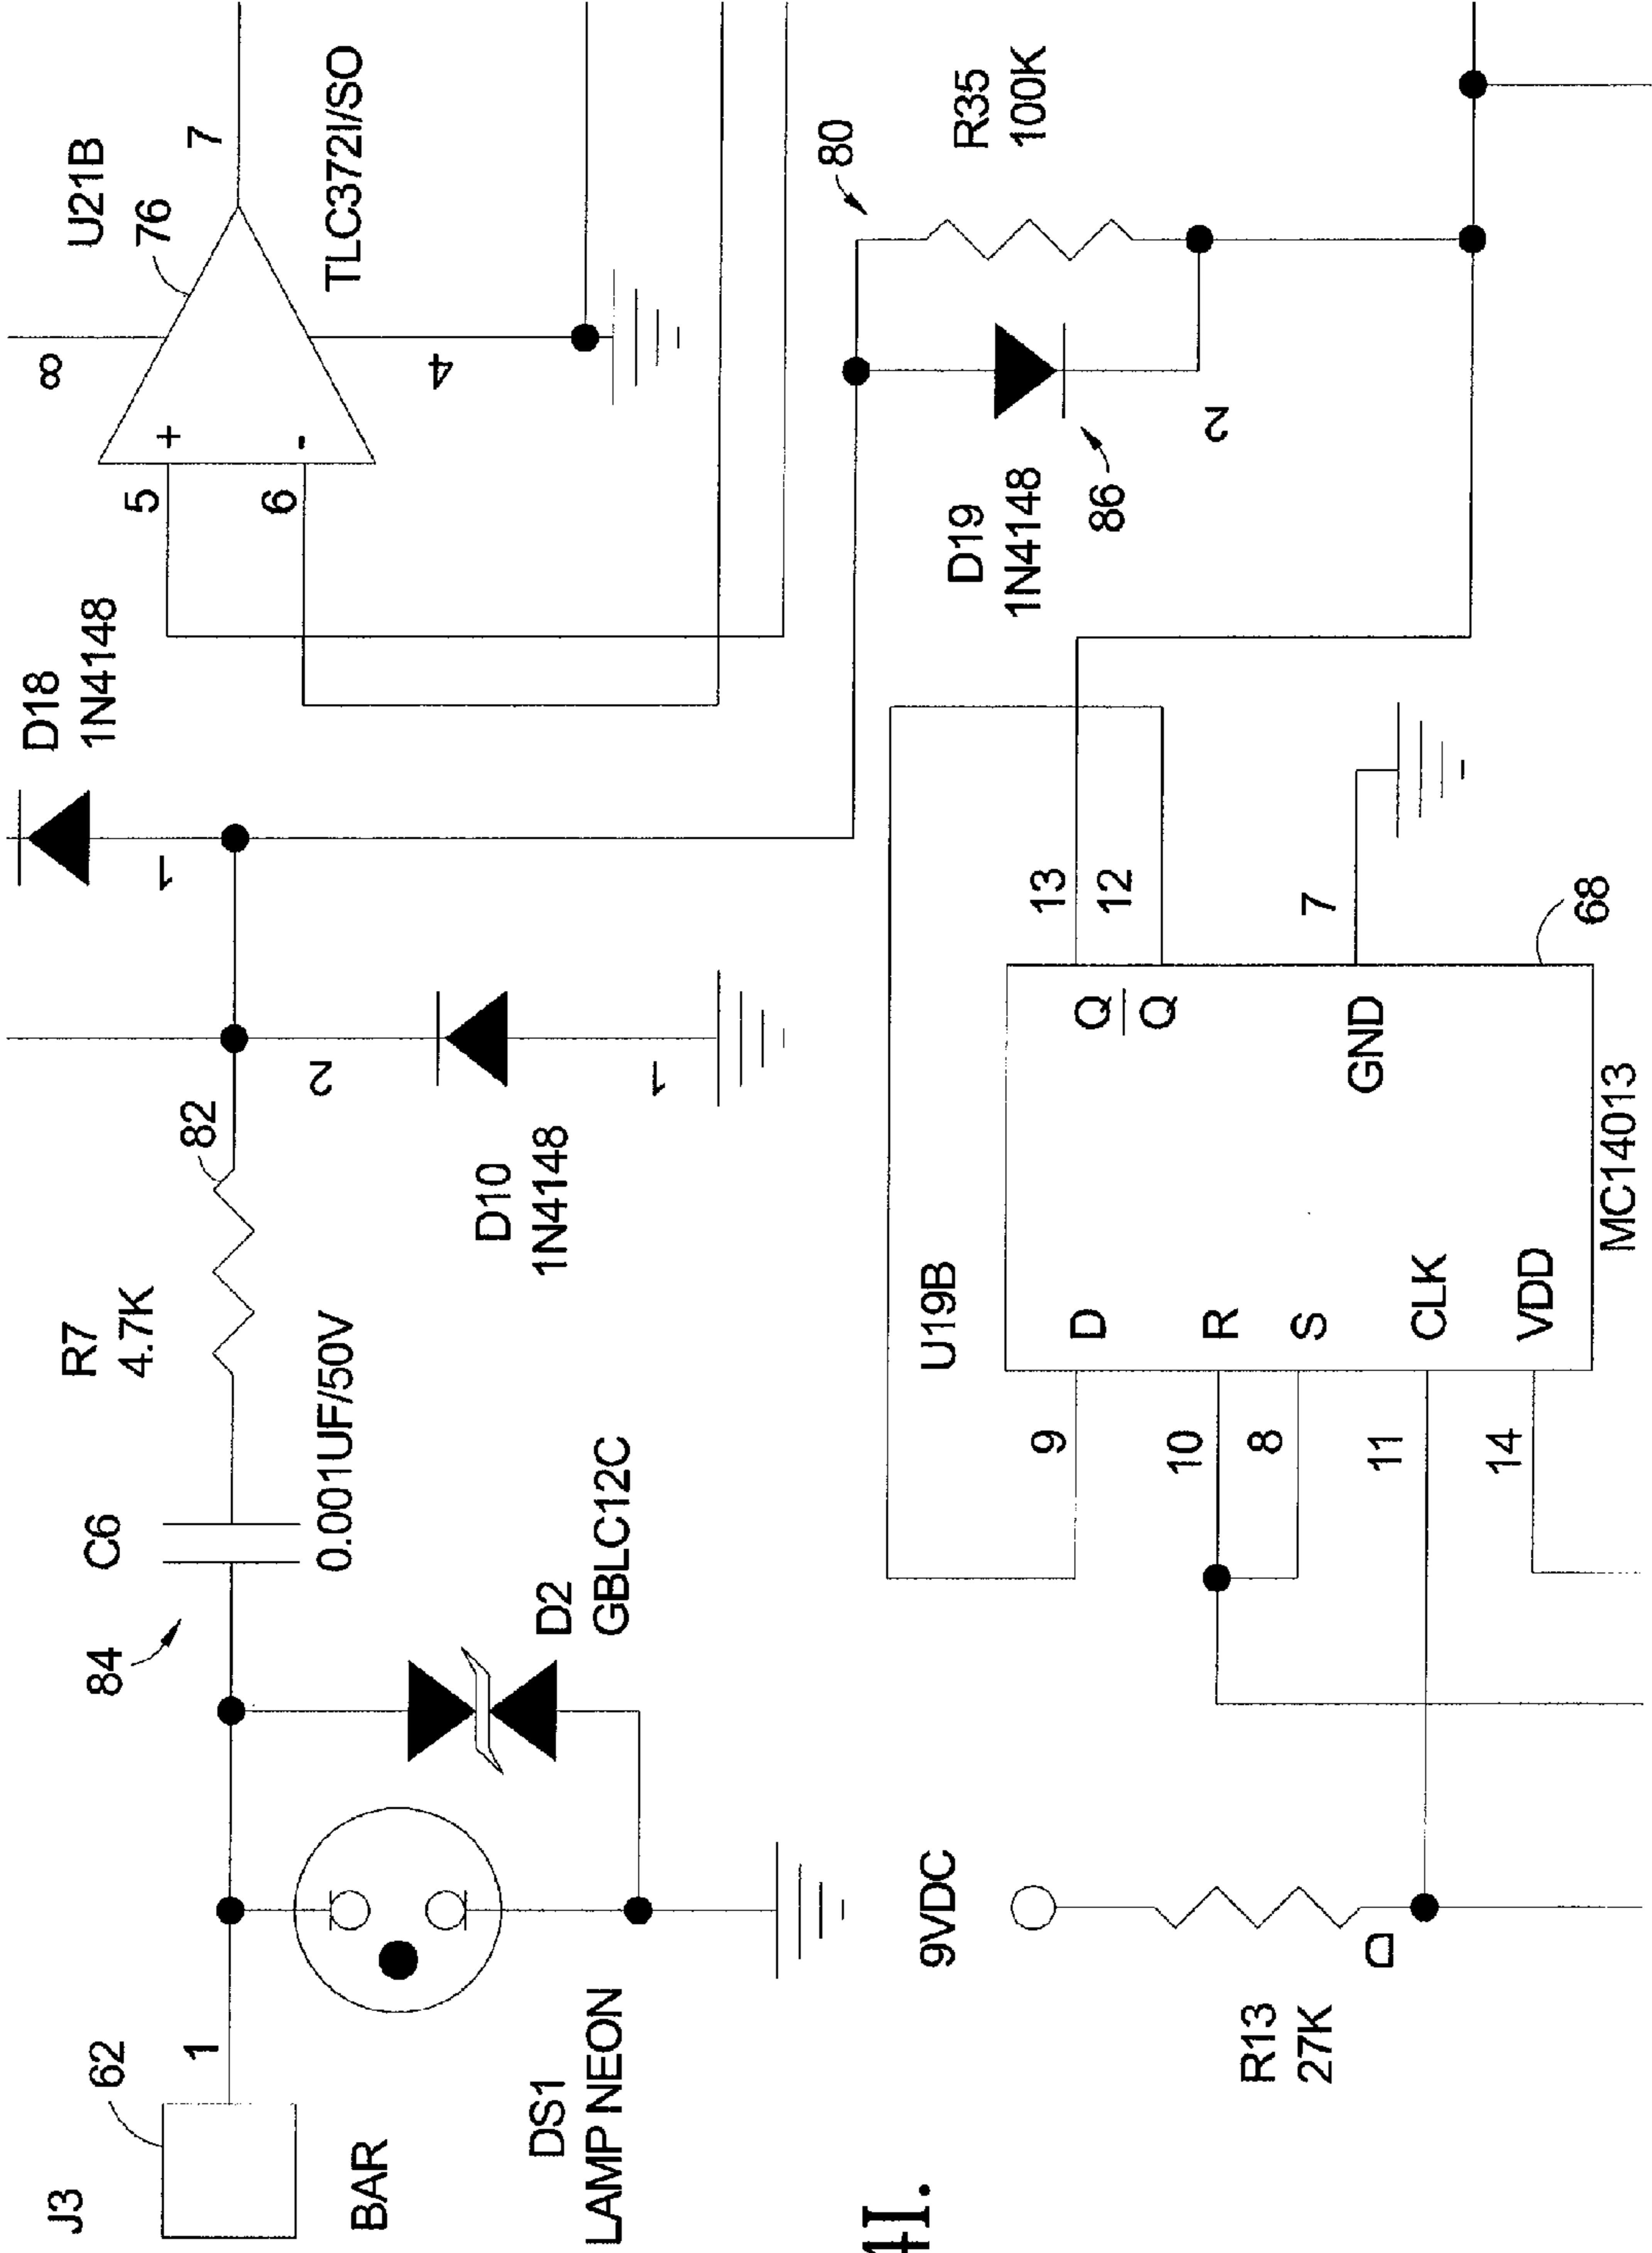 J3
62
1
BAR
DS1
LAMP NEON
84
C6
0.001UF/50V
D2
GBLC12C
R7
4.7K
82
2
D10
1N4148
1
D18
1N4148
1
U21B
76
8
7
5
+
6
-
4
TLC372I/SO
80
R35
100K
D19
1N4148
86
2
4I.
9VDC
R13
27K
D
U19B
9
D
Q
13
Q
12
10
R
8
S
GND
7
11
CLK
14
VDD
68
MC14013